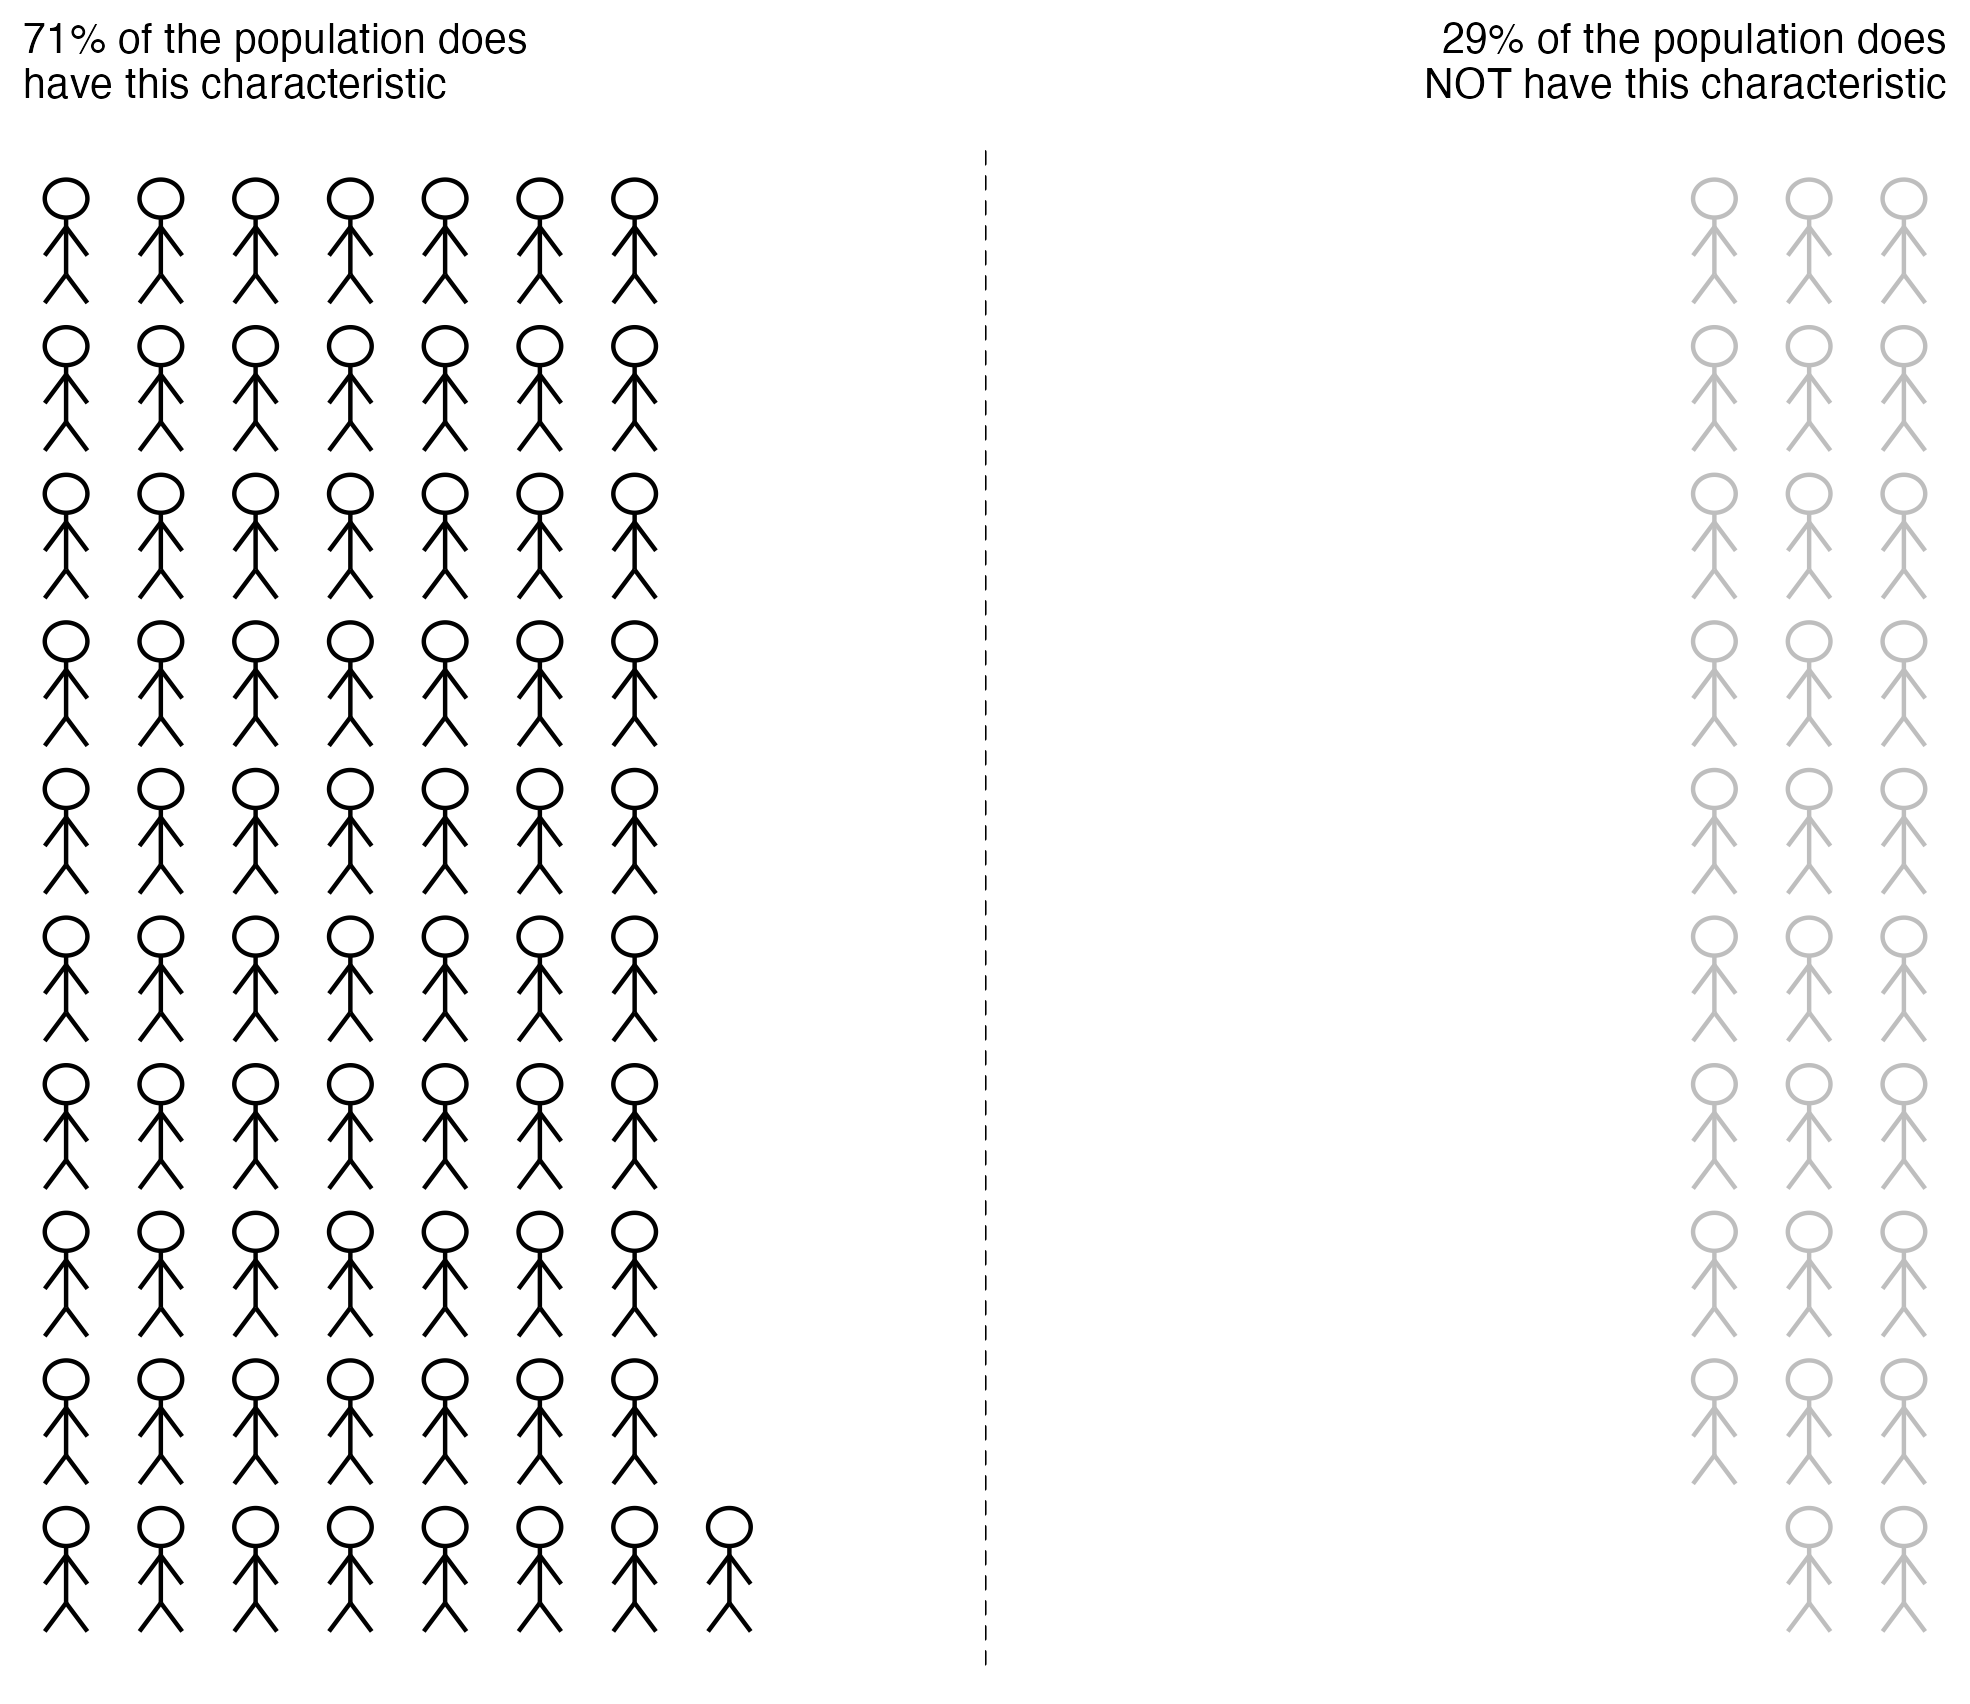 71% of the population does
have this characteristic
29% of the population does
NOT have this characteristic